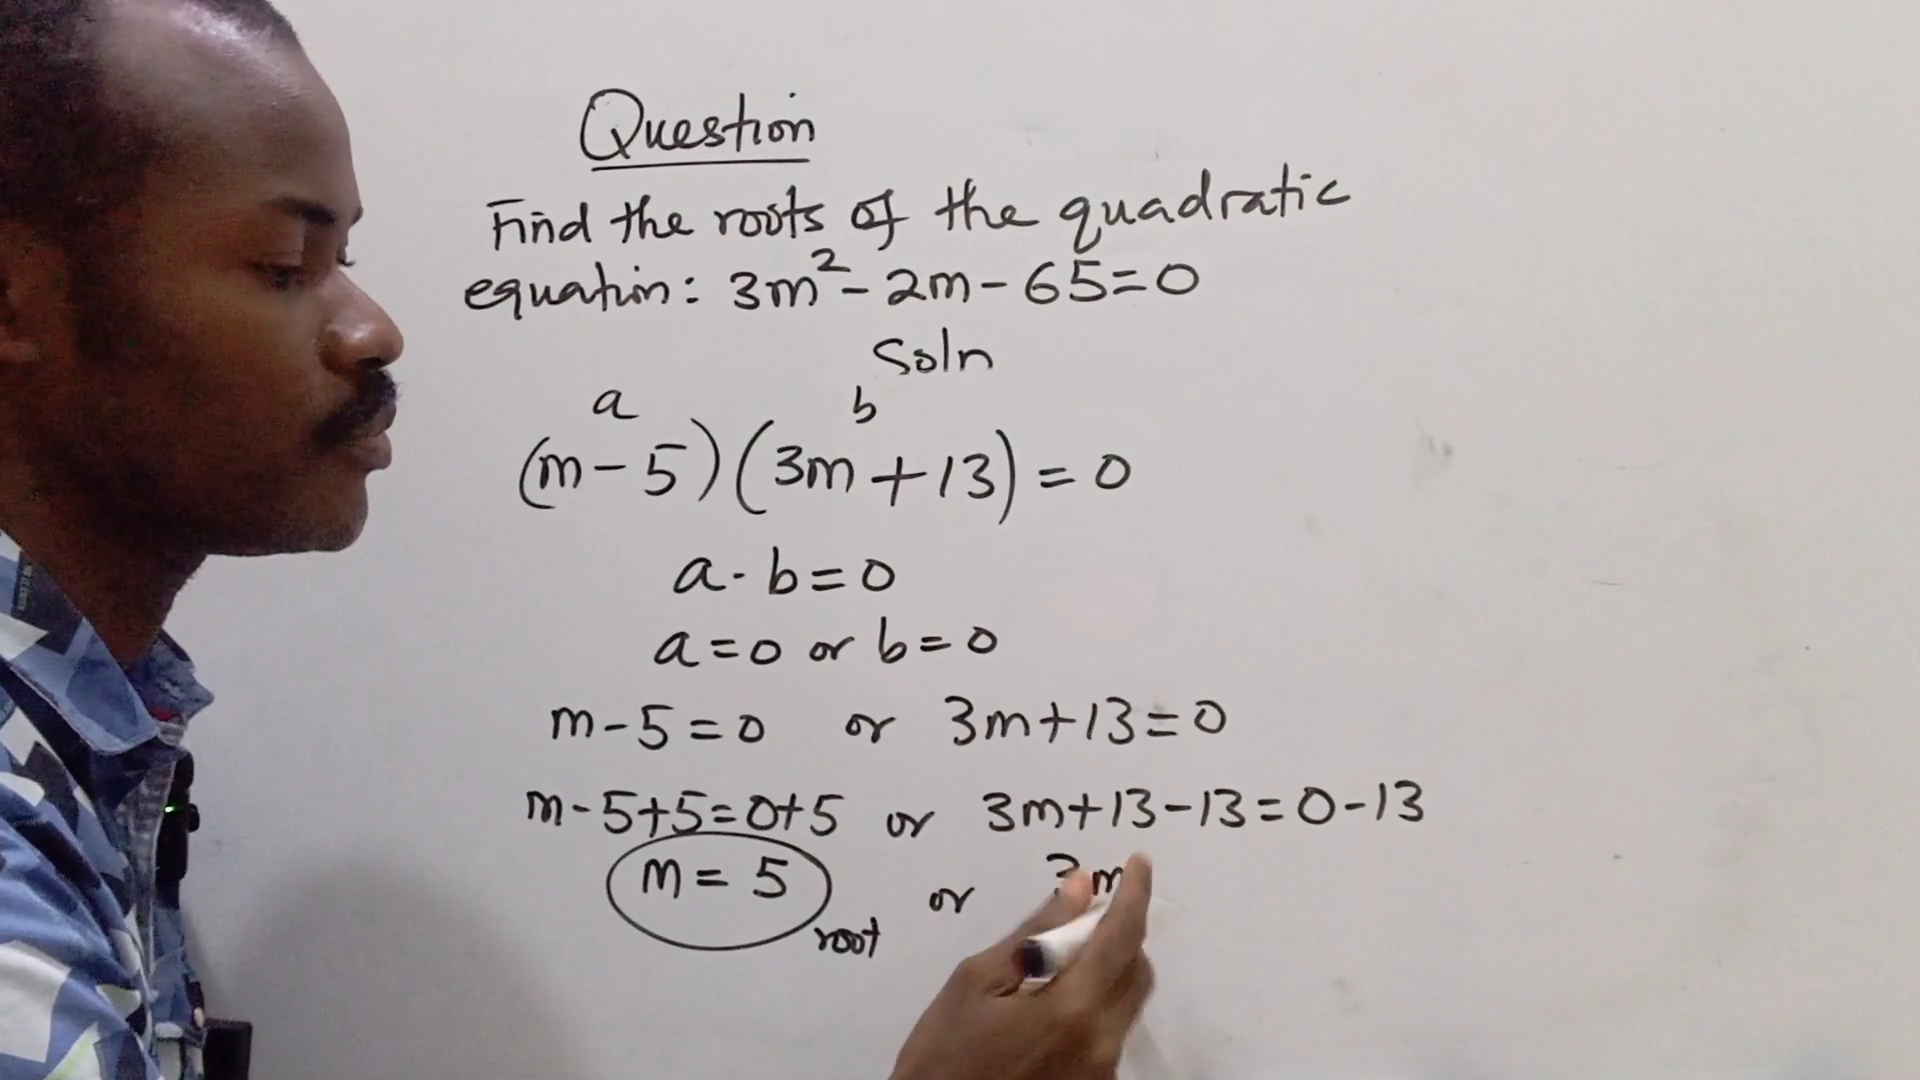 Question
Find the roots of the quadratic
equation: 3m² - 2m - 65 = 0
Soln
a b
(m - 5)(3m + 13) = 0
a · b = 0
a = 0 or b = 0
m - 5 = 0 or 3m + 13 = 0
m - 5 + 5 = 0 + 5 or 3m + 13 - 13 = 0 - 13
m = 5 or 3m
root